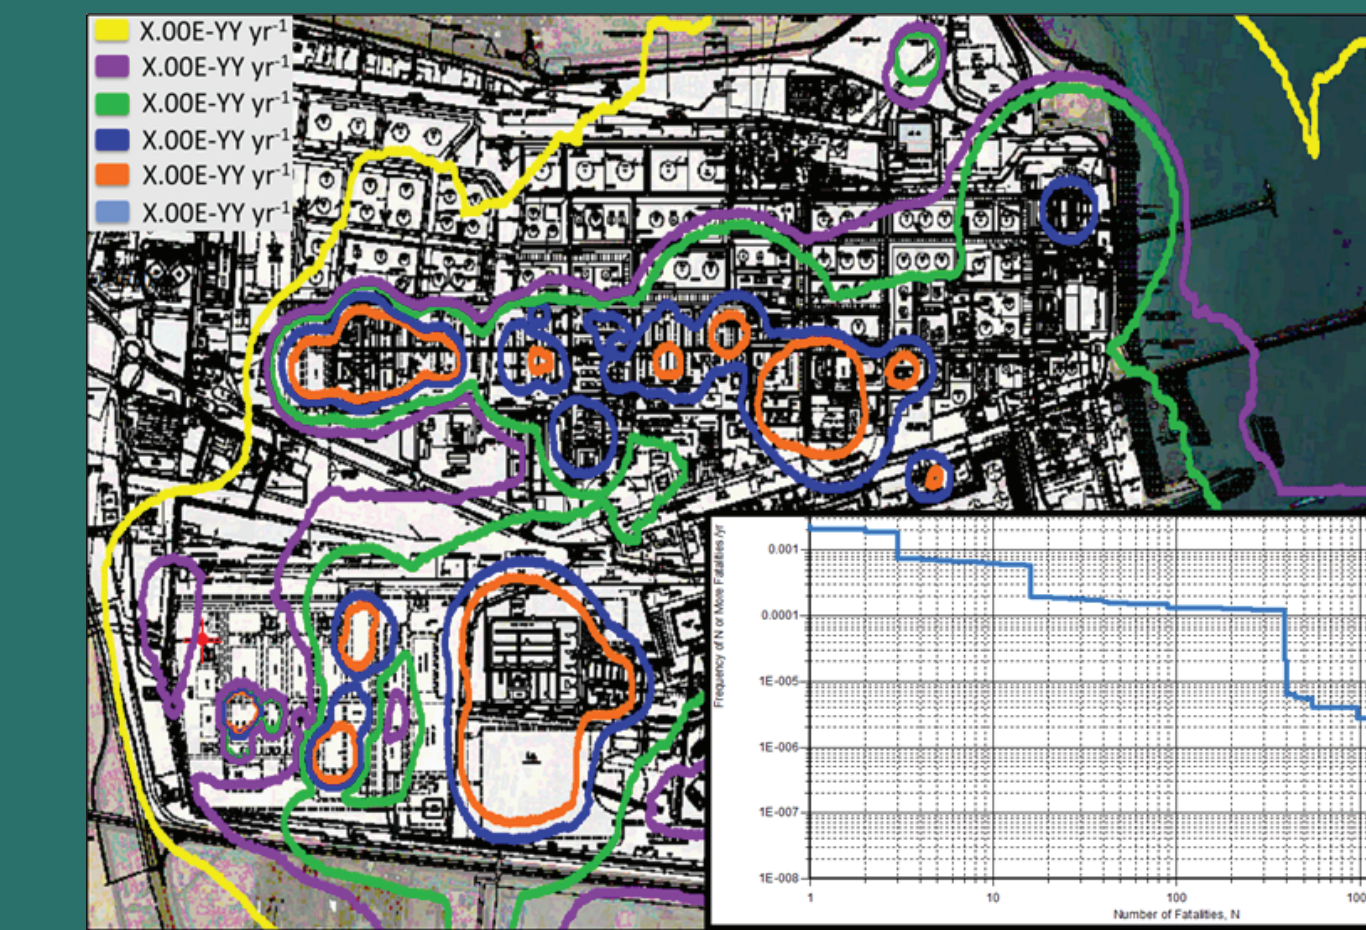 X.00E-YY yr-1
X.00E-YY yr-1
X.00E-YY yr-1
X.00E-YY yr-1
X.00E-YY yr-1
X.00E-YY yr-1
Frequency of N or More Fatalities /yr
0.001
0.0001
1E-005
1E-006
1E-007
1E-008
1
10
100
100
Number of Fatalities, N